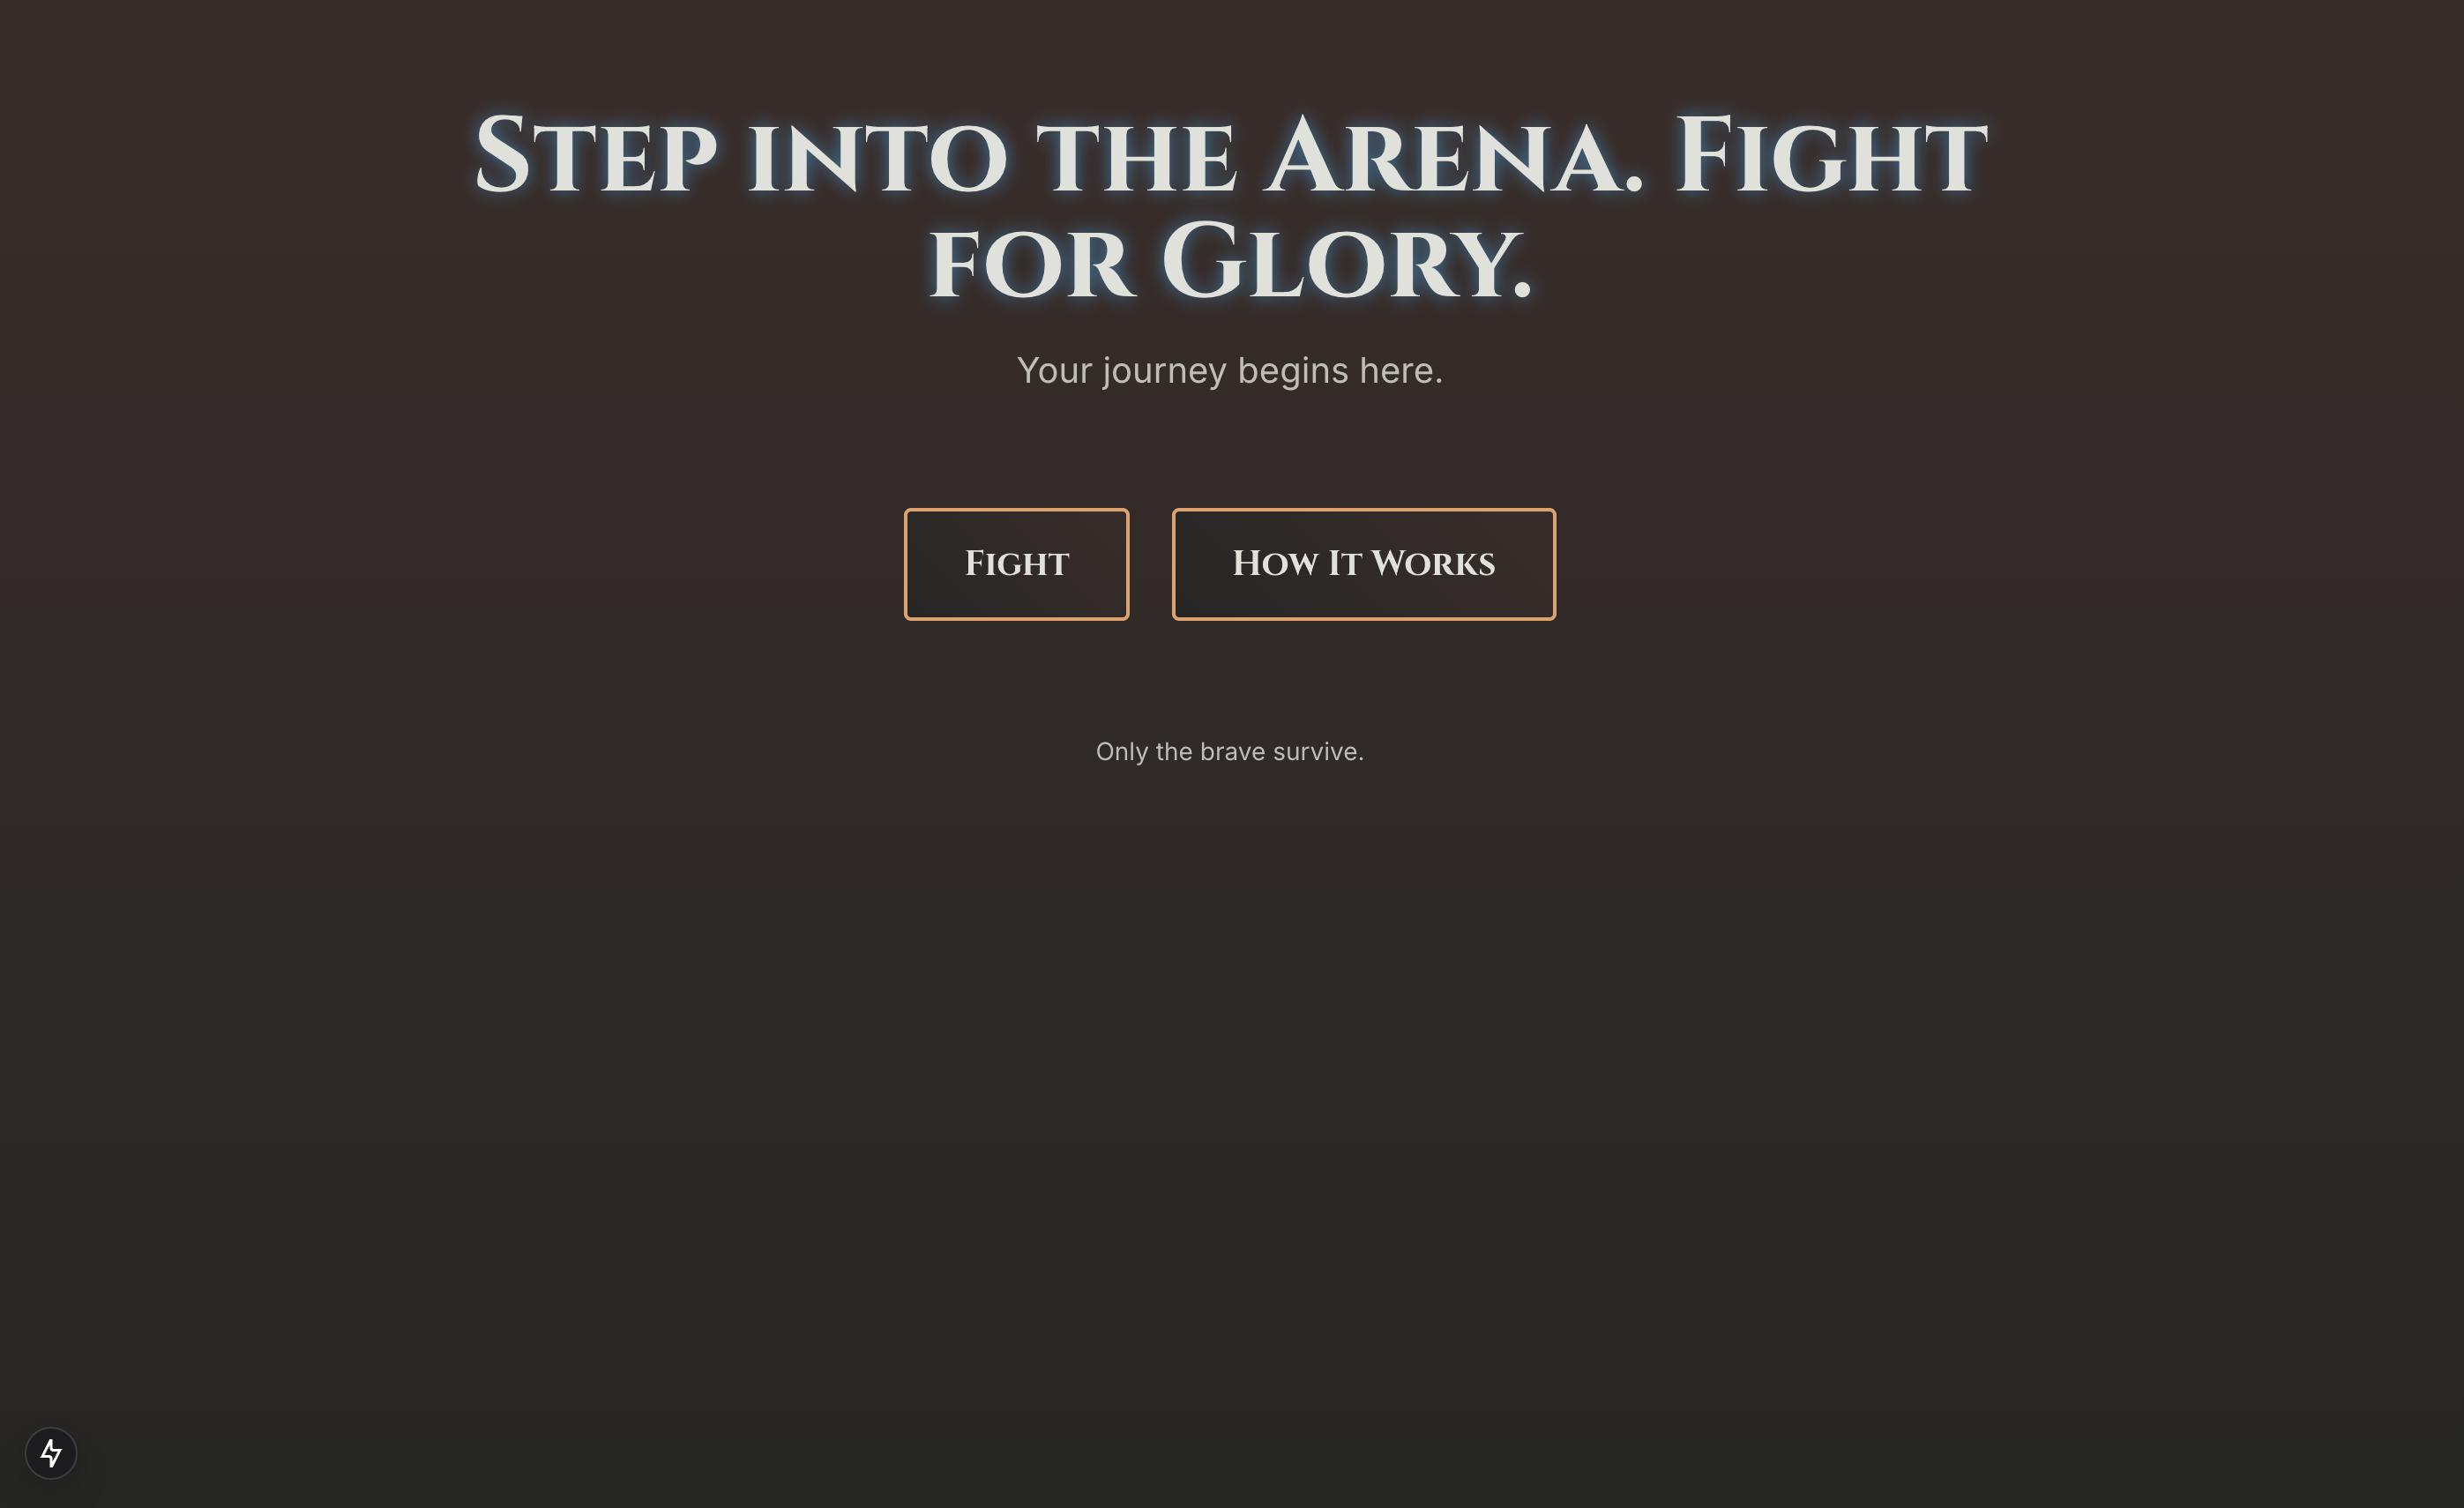 Step into the Arena. Fight
for Glory.
Your journey begins here.
Fight
How It Works
Only the brave survive.